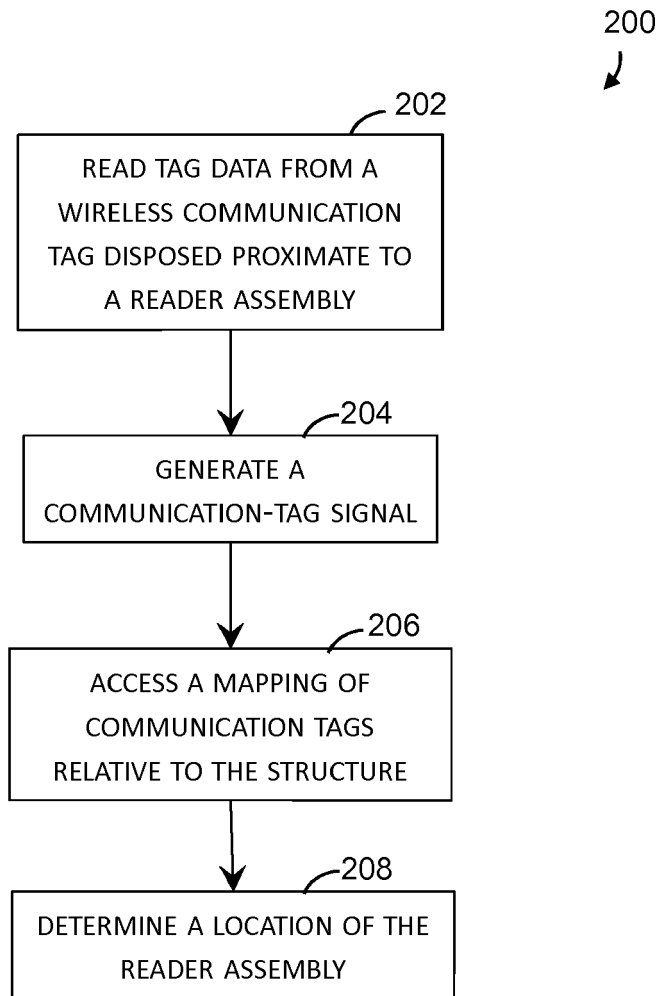 200
202
READ TAG DATA FROM A
WIRELESS COMMUNICATION
TAG DISPOSED PROXIMATE TO
A READER ASSEMBLY
204
GENERATE A
COMMUNICATION-TAG SIGNAL
206
ACCESS A MAPPING OF
COMMUNICATION TAGS
RELATIVE TO THE STRUCTURE
208
DETERMINE A LOCATION OF THE
READER ASSEMBLY